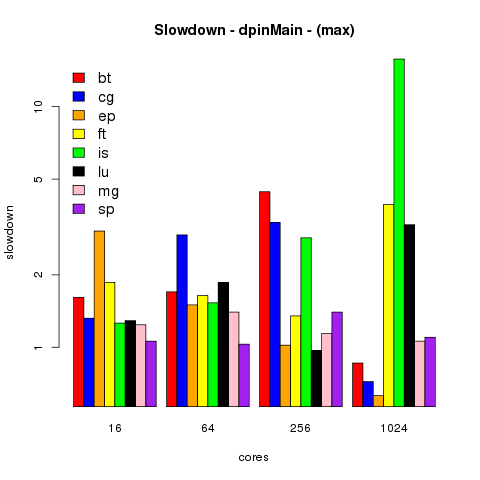 Slowdown - dpinMain - (max)
bt
cg
ep
ft
is
lu
mg
sp
slowdown
10
5
2
1
16 64 256 1024
cores